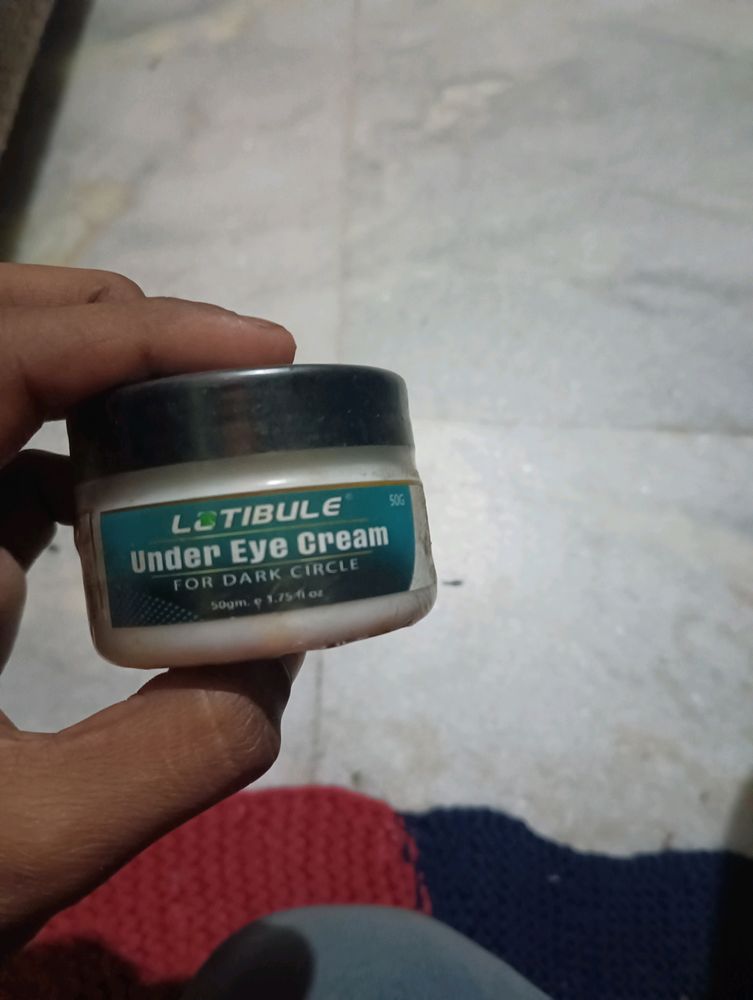 LOTIBULE®
50G
Under Eye Cream
FOR DARK CIRCLE
50gm. e 1.75 fl oz